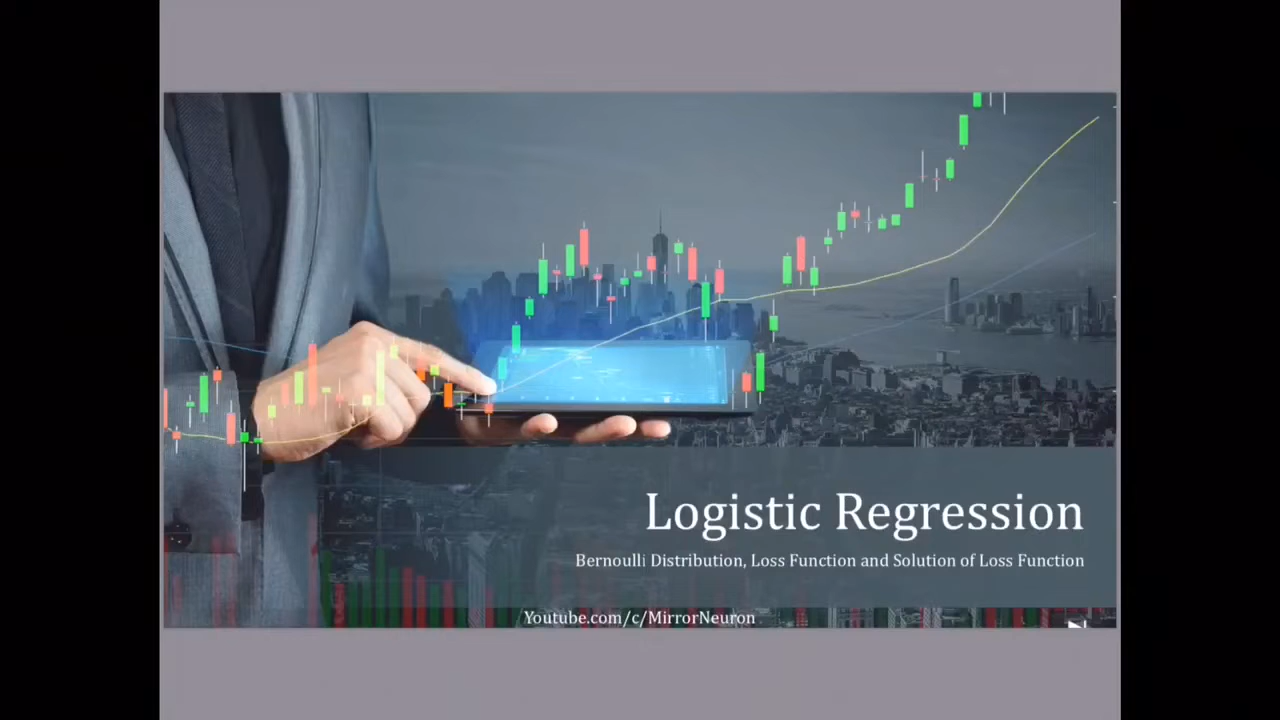 Logistic Regression
Bernoulli Distribution, Loss Function and Solution of Loss Function
Youtube.com/c/MirrorNeuron